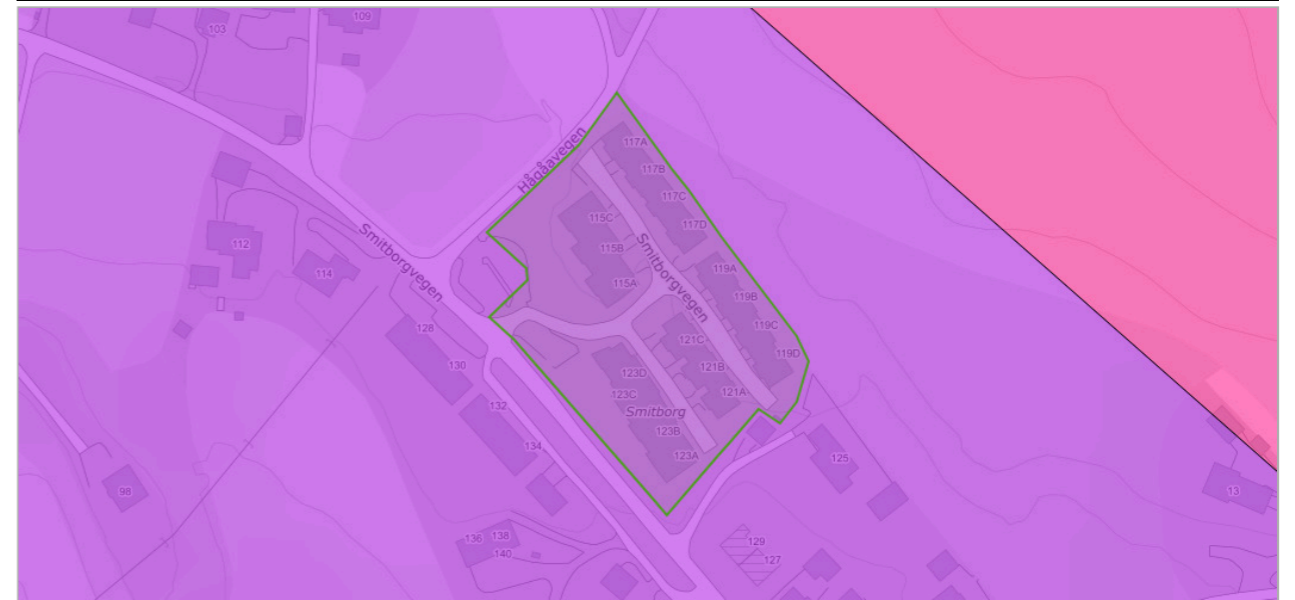 103
109
Hågåavegen
117A
117B
117C
117D
115C
115B
115A
Smitborgvegen
Smitborgvegen
112
114
119A
119B
119C
119D
128
130
121C
121B
121A
123D
123C
Smitborg
123B
123A
132
134
125
98
13
136
138
140
129
127